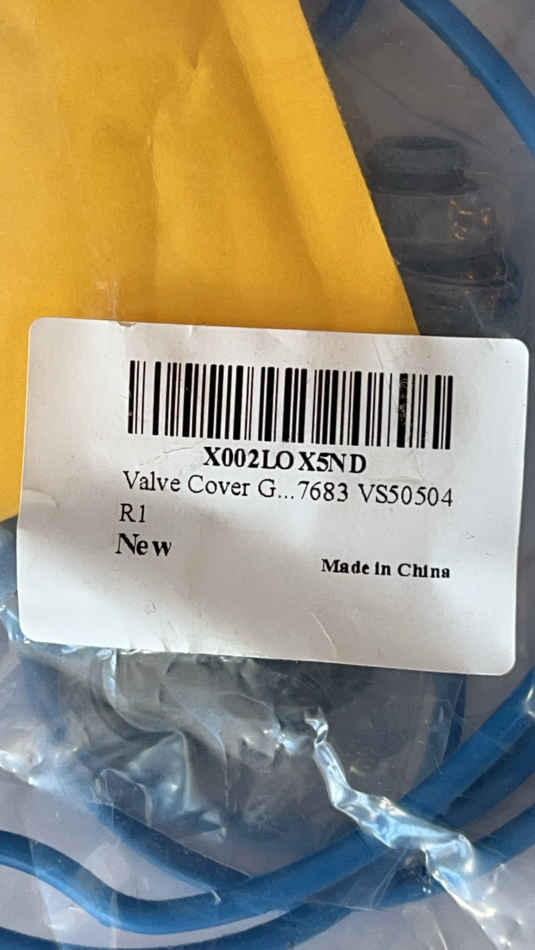 X002LOX5ND
Valve Cover G...7683 VS50504
R1
New
Made in China